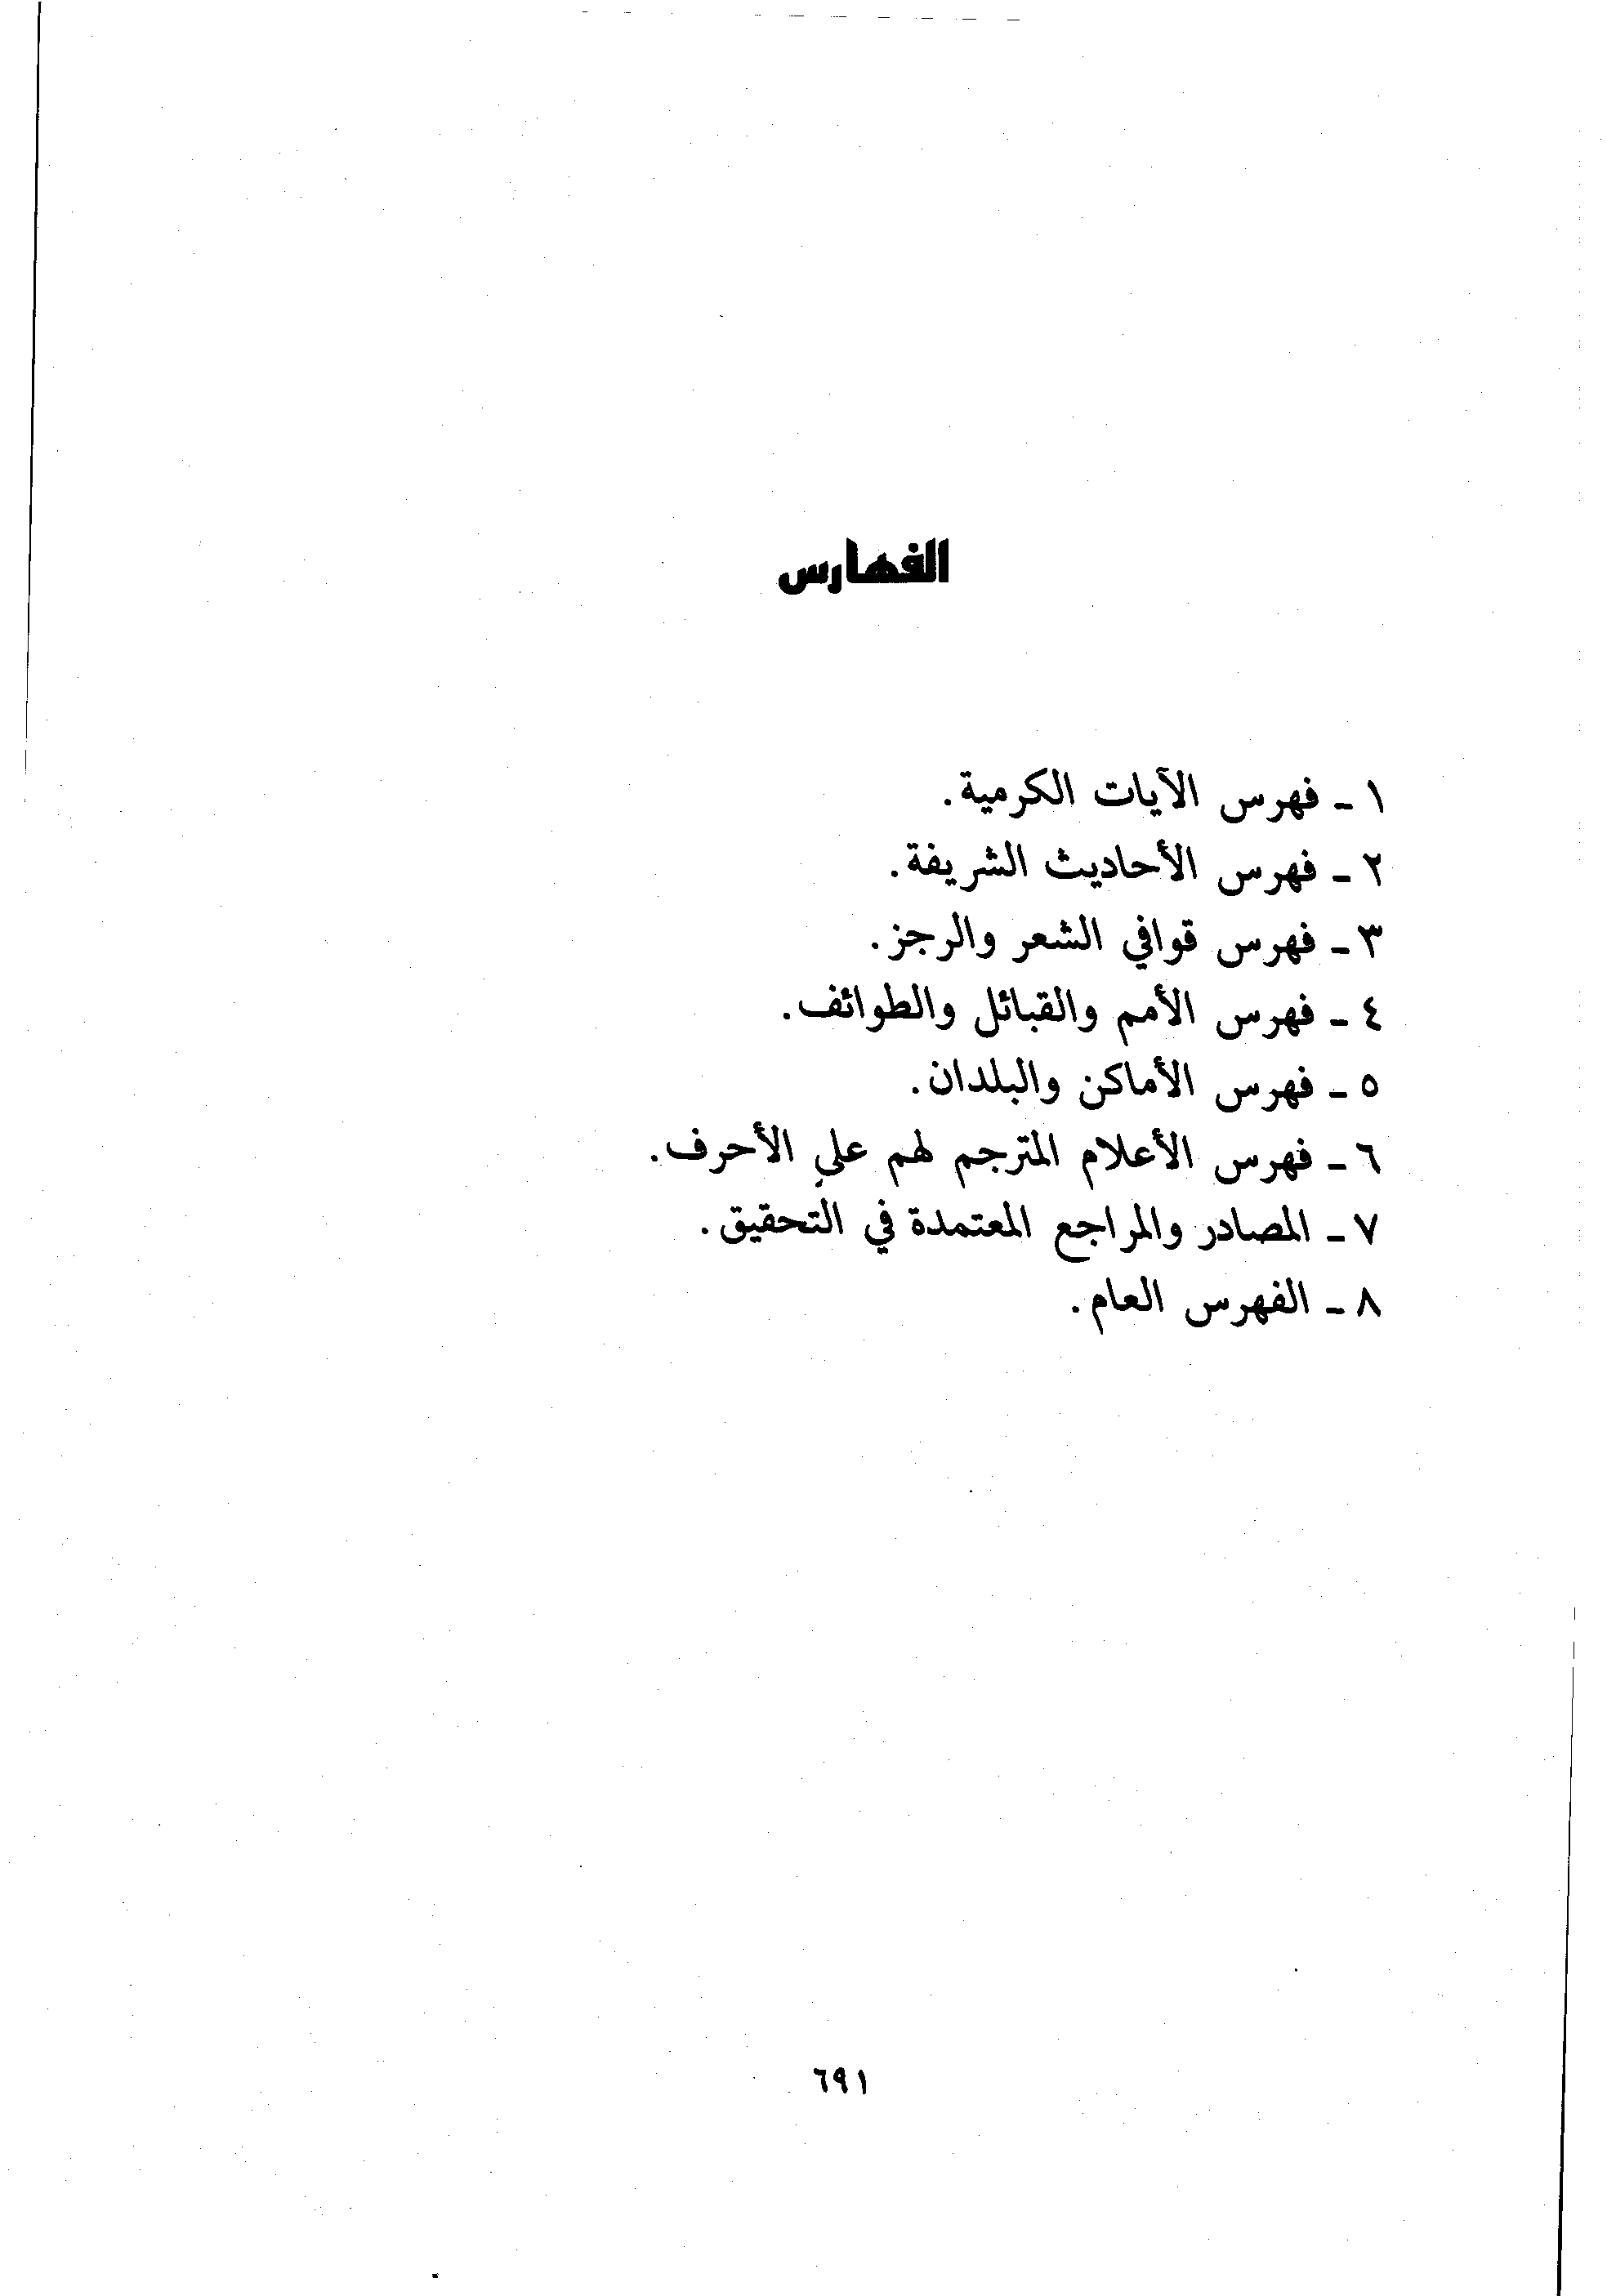 الفهارس
١ - فهرس الآيات الكرمية.
٢ - فهرس الأحاديث الشريفة.
٣ - فهرس قوافي الشعر والرجز.
٤ - فهرس الأمم والقبائل والطوائف.
٥ - فهرس الأماكن والبلدان.
٦ - فهرس الأعلام المترجم لهم علي الأحرف.
٧ - المصادر والمراجع المعتمدة في التحقيق.
٨ - الفهرس العام.
٦٩١